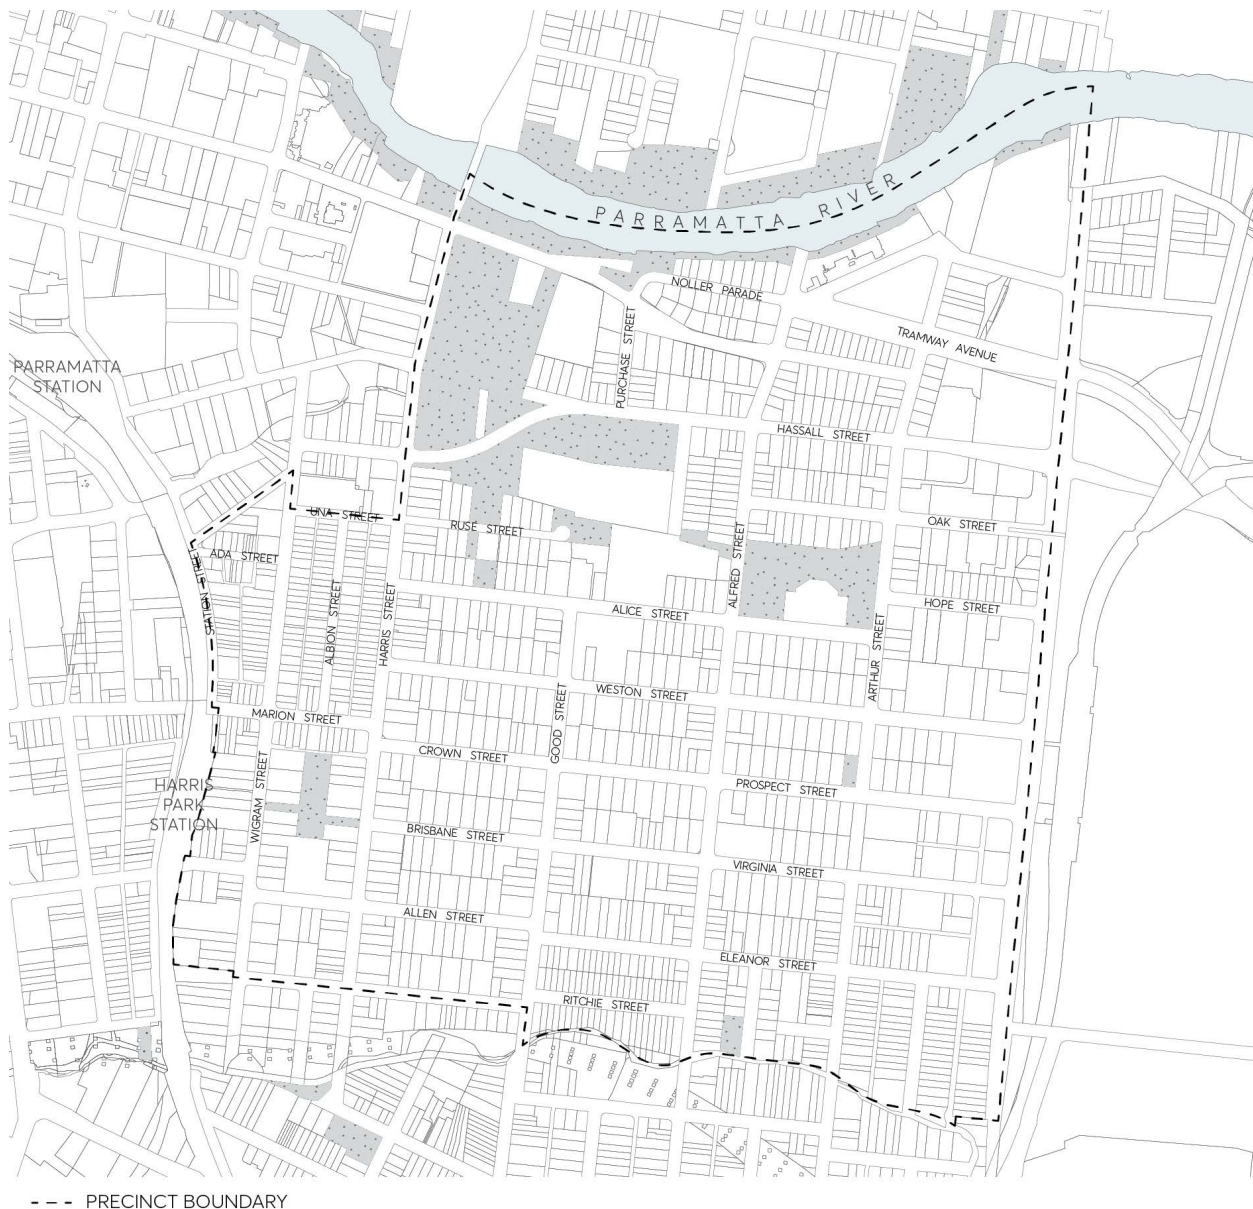 PARRAMATTA RIVER
NOLLER PARADE
PURCHASE STREET
TRAMWAY AVENUE
PARRAMATTA
STATION
HASSALL STREET
UNA STREET
RUSE STREET
OAK STREET
ADA STREET
STATION STREET
ALBION STREET
HARRIS STREET
ALFRED STREET
ALICE STREET
HOPE STREET
ARTHUR STREET
WESTON STREET
GOOD STREET
MARION STREET
CROWN STREET
WIGRAM STREET
HARRIS
PARK
STATION
PROSPECT STREET
BRISBANE STREET
VIRGINIA STREET
ALLEN STREET
ELEANOR STREET
RITCHIE STREET
PRECINCT BOUNDARY